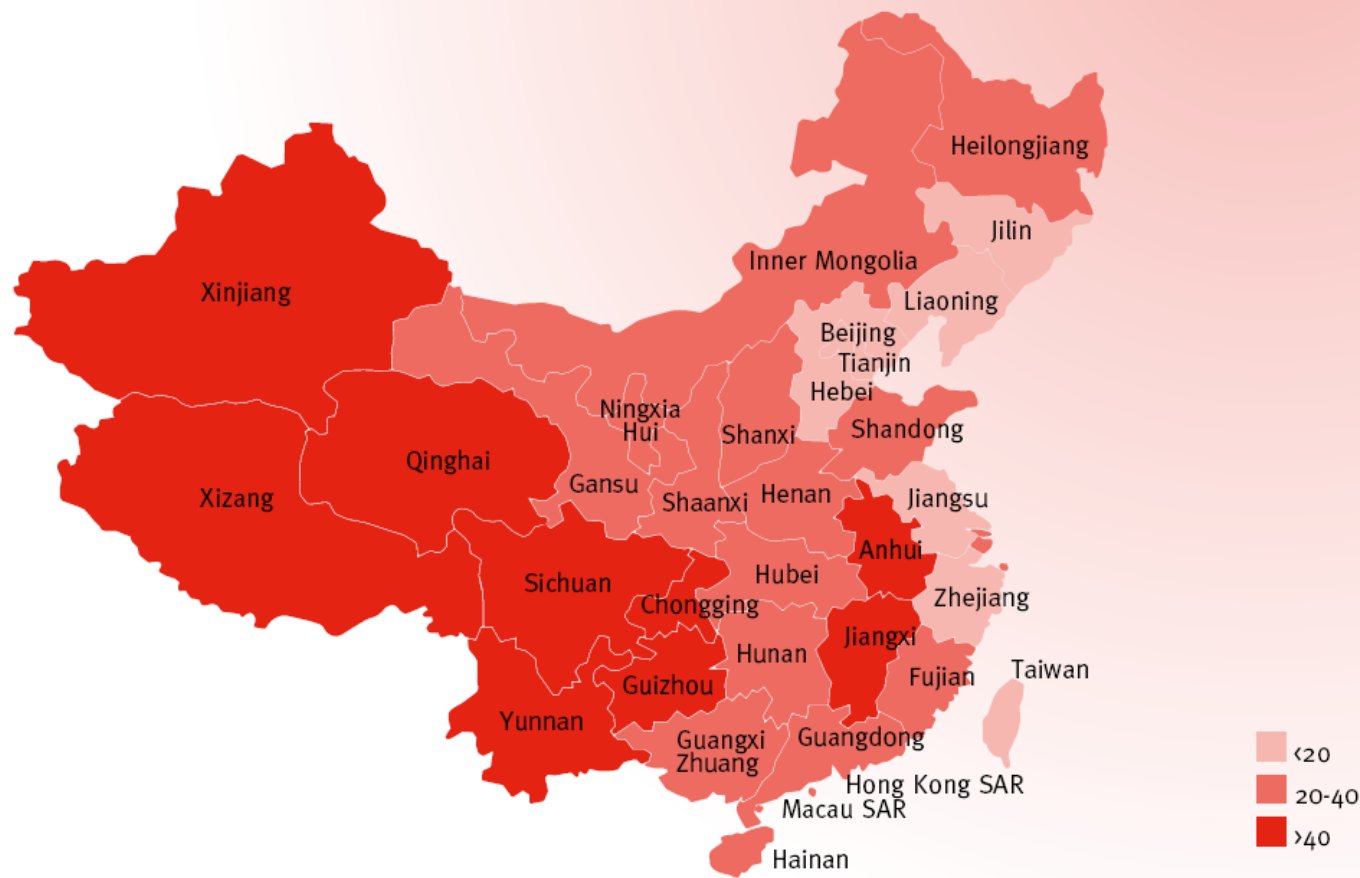 Heilongjiang
Jilin
Inner Mongolia
Xinjiang
Liaoning
Beijing
Tianjin
Hebei
Ningxia
Hui
Shanxi
Shandong
Qinghai
Gansu
Xizang
Shaanxi
Henan
Jiangsu
Anhui
Sichuan
Hubei
Chongging
Zhejiang
Jiangxi
Hunan
Taiwan
Guizhou
Fujian
Yunnan
Guangxi
Zhuang
Guangdong
Hong Kong SAR
Macau SAR
Hainan
<20
20-40
>40